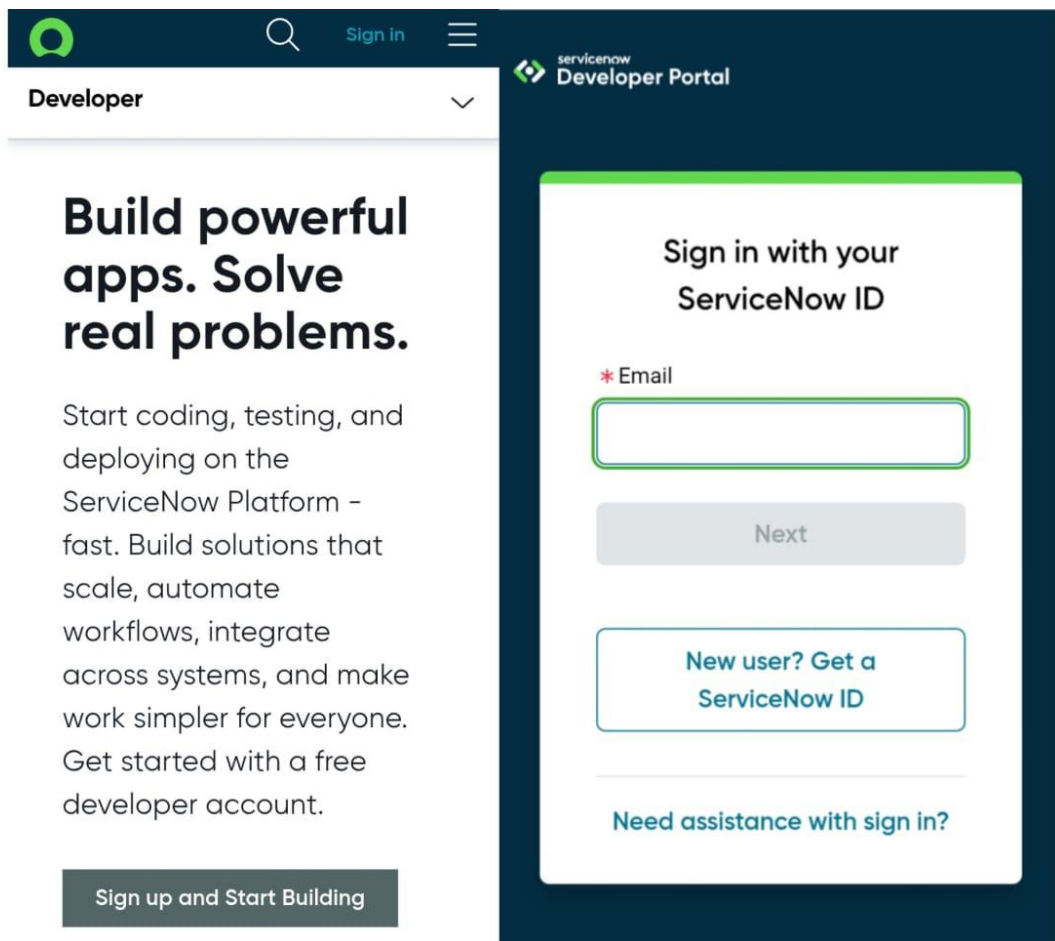 Sign in
Developer
Build powerful
apps. Solve
real problems.
Start coding, testing, and
deploying on the
ServiceNow Platform -
fast. Build solutions that
scale, automate
workflows, integrate
across systems, and make
work simpler for everyone.
Get started with a free
developer account.
Sign up and Start Building
servicenow
Developer Portal
Sign in with your
ServiceNow ID
*Email
Next
New user? Get a
ServiceNow ID
Need assistance with sign in?